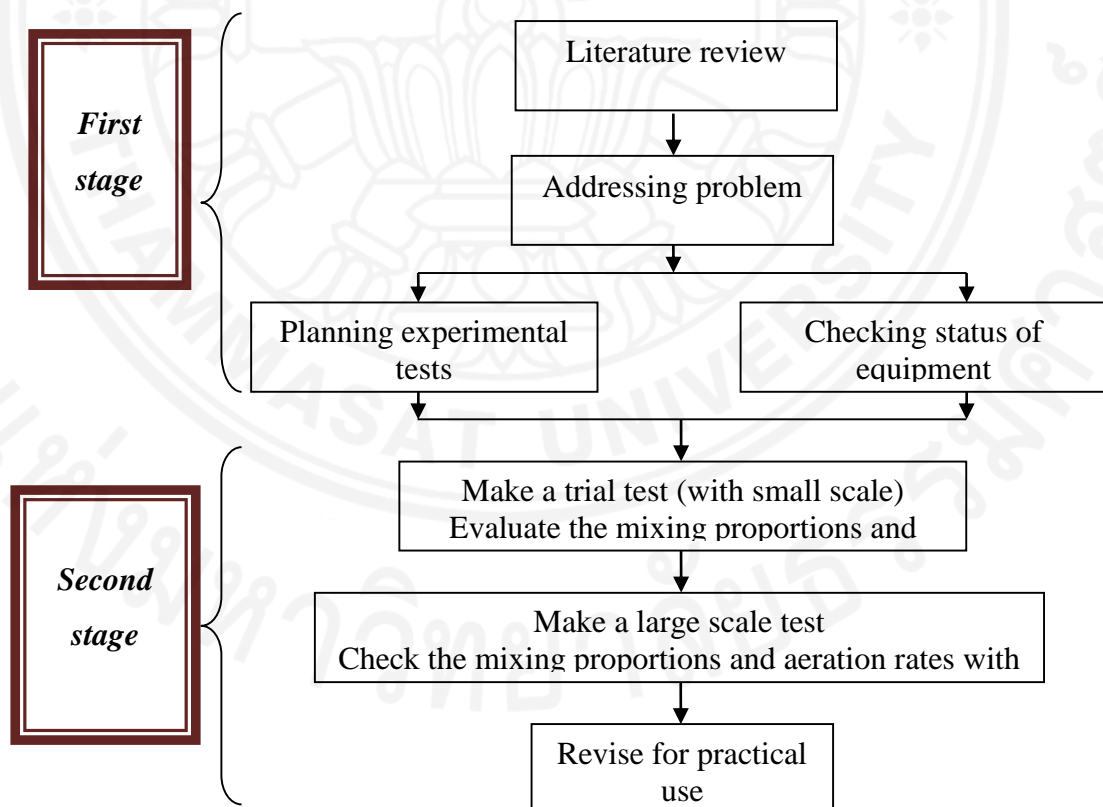 Literature review
First
stage
Addressing problem
Planning experimental
tests
Checking status of
equipment
Make a trial test (with small scale)
Evaluate the mixing proportions and
Second
stage
Make a large scale test
Check the mixing proportions and aeration rates with
Revise for practical
use
THAMMASAT UNIVERSITY